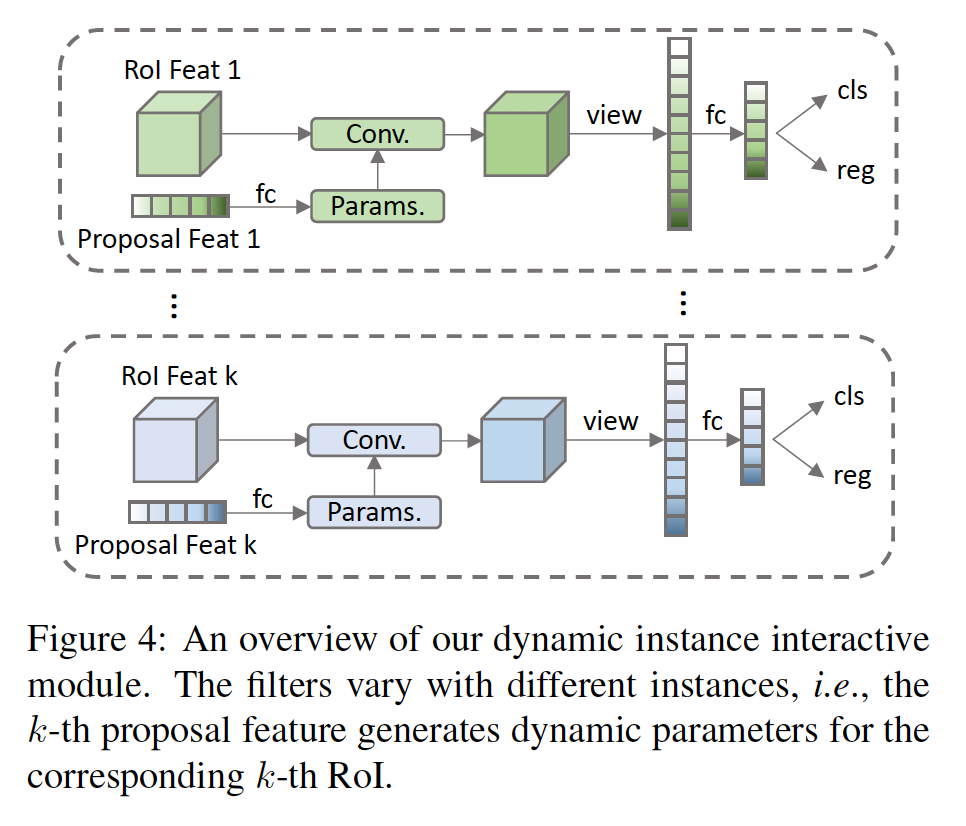 RoI Feat 1
Conv.
view
fc
cls
reg
fc
Params.
Proposal Feat 1
...
...
RoI Feat k
Conv.
view
fc
cls
reg
fc
Params.
Proposal Feat k
Figure 4: An overview of our dynamic instance interactive
module. The filters vary with different instances, i.e., the
k-th proposal feature generates dynamic parameters for the
corresponding k-th RoI.